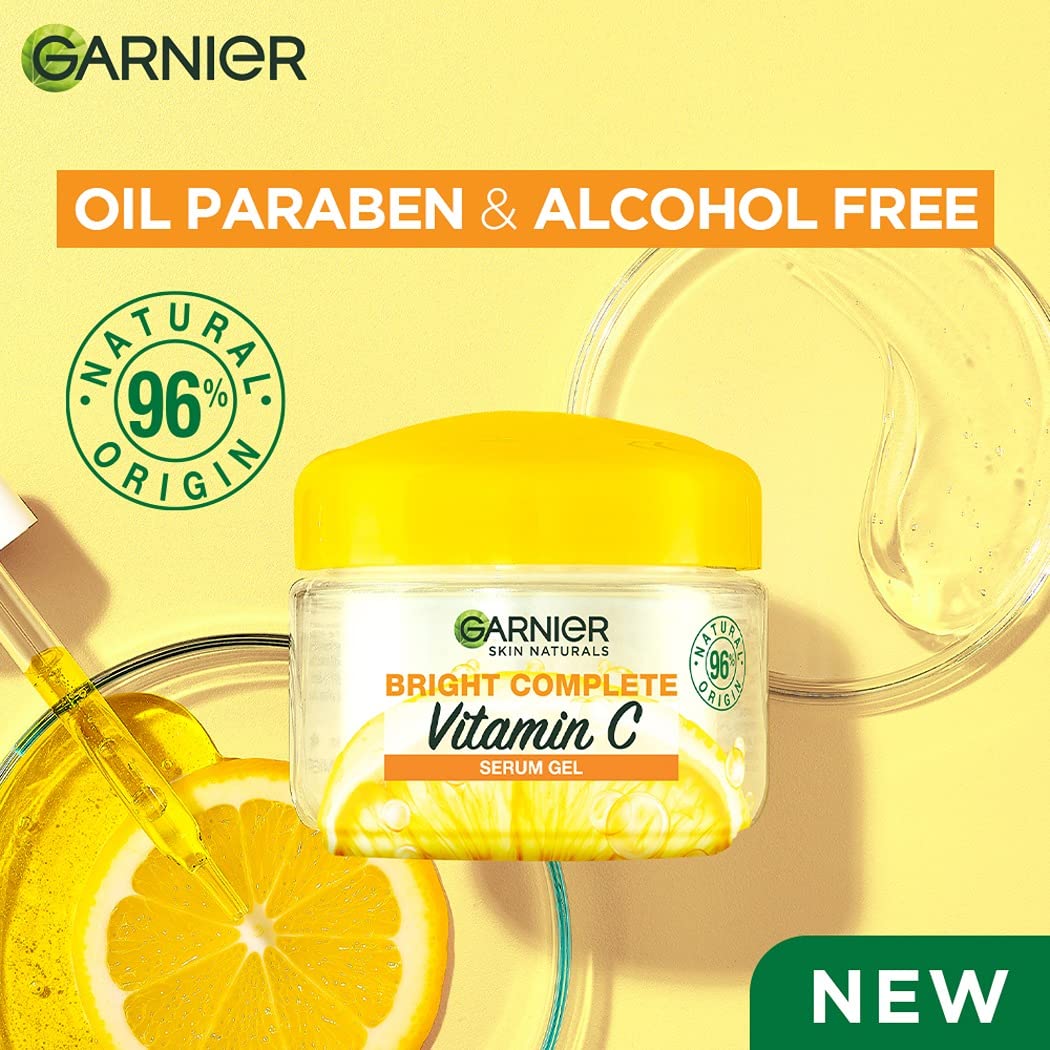 GARNIER
OIL PARABEN & ALCOHOL FREE
NATURAL
96%
ORIGIN
GARNIER
SKIN NATURALS
NATURAL
96%
ORIGIN
BRIGHT COMPLETE
Vitamin C
SERUM GEL
NEW